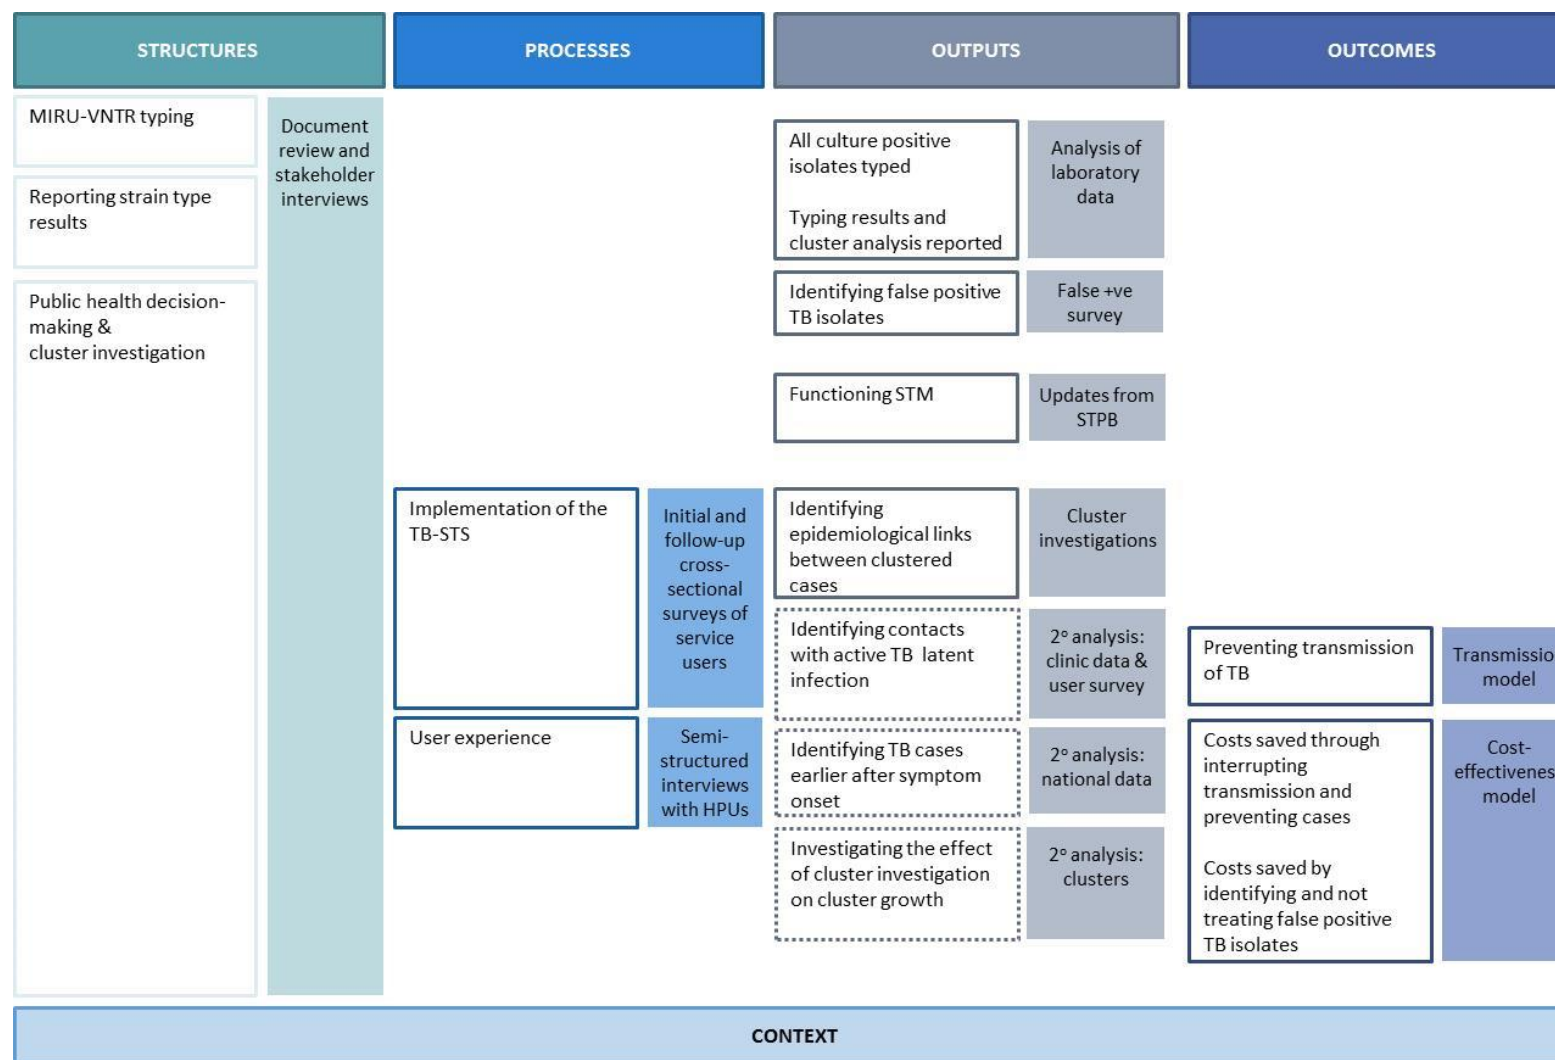 STRUCTURES
PROCESSES
OUTPUTS
OUTCOMES
MIRU-VNTR typing
Reporting strain type
results
Public health decision-
making &
cluster investigation
Document
review and
stakeholder
interviews
Implementation of the
TB-STS
Initial and
follow-up
cross-
sectional
surveys of
service
users
User experience
Semi-
structured
interviews
with HPUs
All culture positive
isolates typed
Typing results and
cluster analysis reported
Analysis of
laboratory
data
Identifying false positive
TB isolates
False +ve
survey
Functioning STM
Updates from
STPB
Identifying
epidemiological links
between clustered
cases
Cluster
investigations
Identifying contacts
with active TB latent
infection
2º analysis:
clinic data &
user survey
Identifying TB cases
earlier after symptom
onset
2º analysis:
national data
Investigating the effect
of cluster investigation
on cluster growth
2º analysis:
clusters
Preventing transmission
of TB
Transmissio
model
Costs saved through
interrupting
transmission and
preventing cases
Costs saved by
identifying and not
treating false positive
TB isolates
Cost-
effectivenes
model
CONTEXT